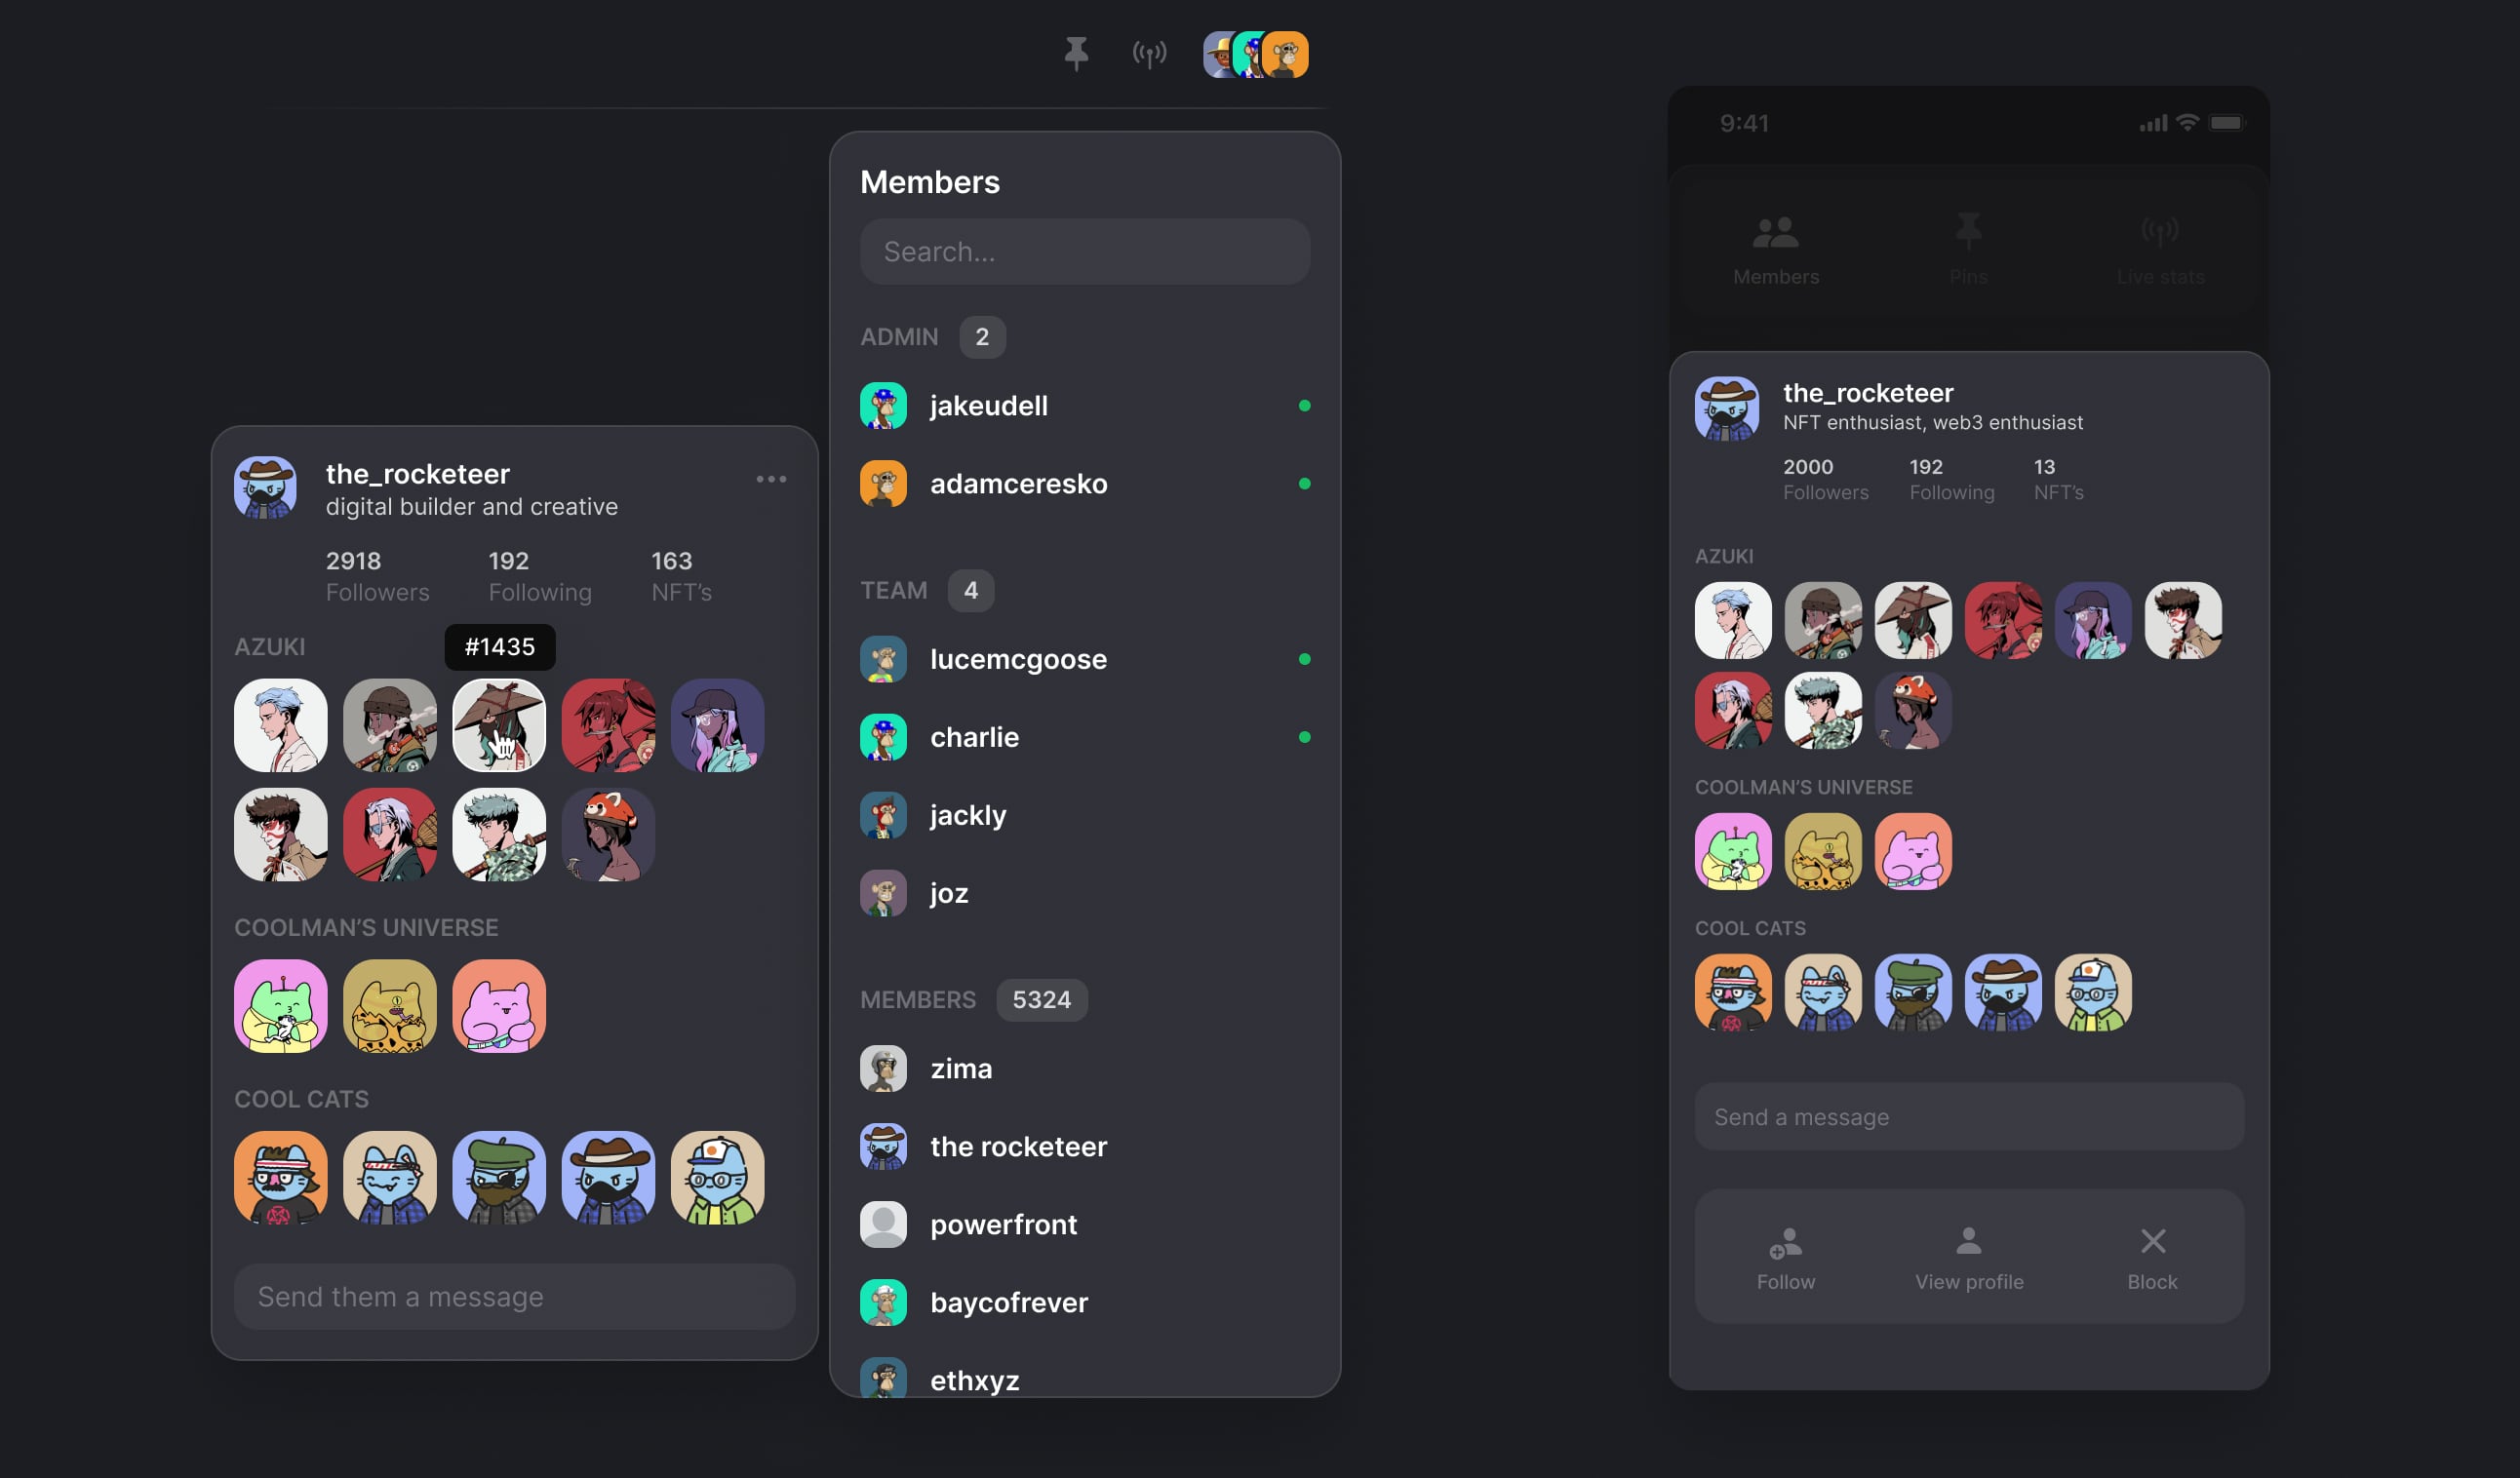 the_rocketeer
digital builder and creative
2918
Followers
192
Following
163
NFT’s
AZUKI
#1435
COOLMAN’S UNIVERSE
COOL CATS
Send them a message
Members
Search...
ADMIN
2
jakeudell
adamceresko
TEAM
4
lucemcgoose
charlie
jackly
joz
MEMBERS
5324
zima
the rocketeer
powerfront
baycofrever
ethxyz
9:41
Members
Pins
Live stats
the_rocketeer
NFT enthusiast, web3 enthusiast
2000
Followers
192
Following
13
NFT’s
AZUKI
COOLMAN’S UNIVERSE
COOL CATS
Send a message
Follow
View profile
Block